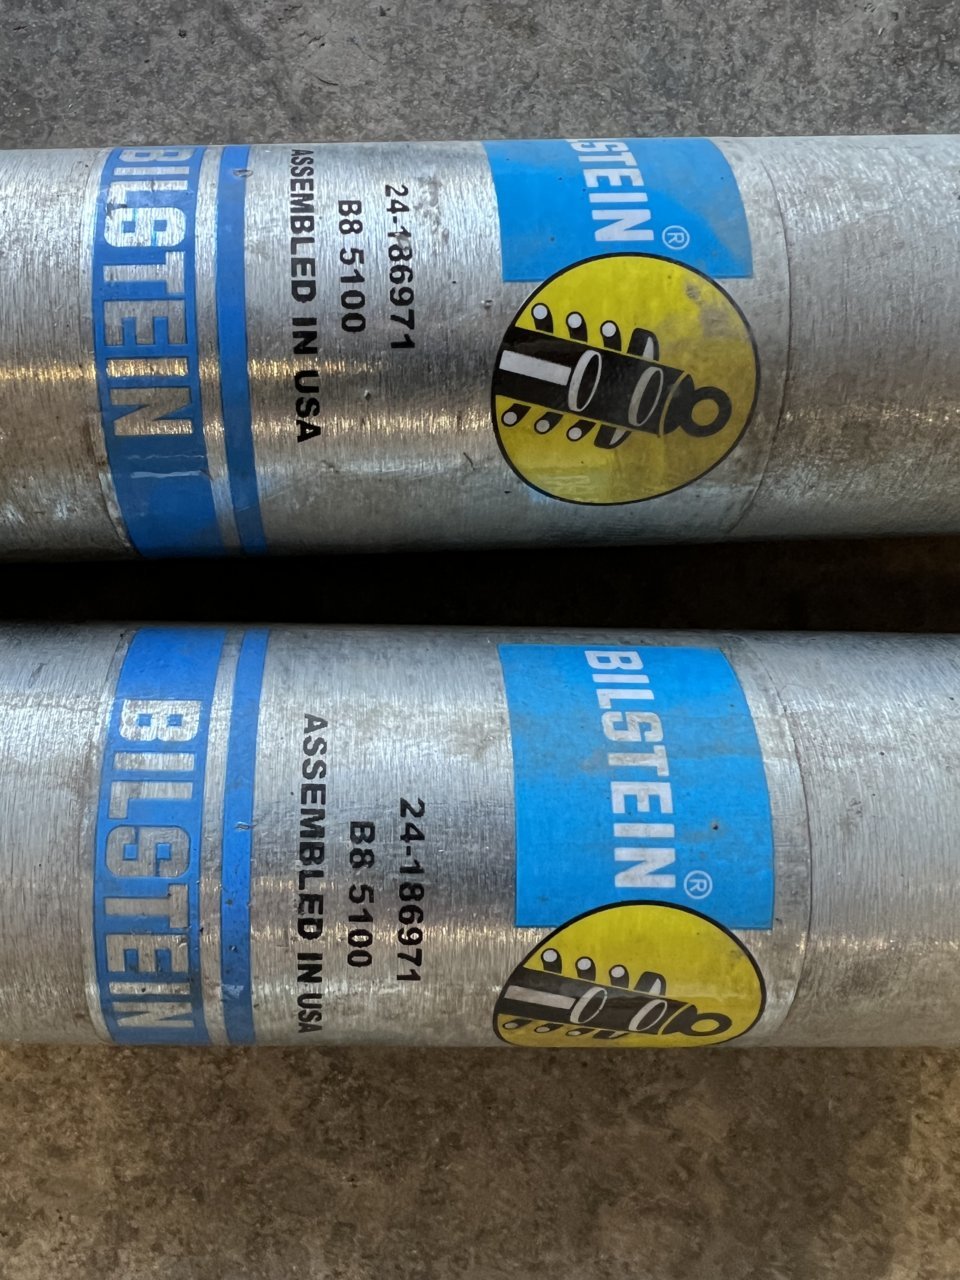 BILSTEIN®
24-186971
B8 5100
ASSEMBLED IN USA
BILSTEIN
BILSTEIN®
24-186971
B8 5100
ASSEMBLED IN USA
BILSTEIN